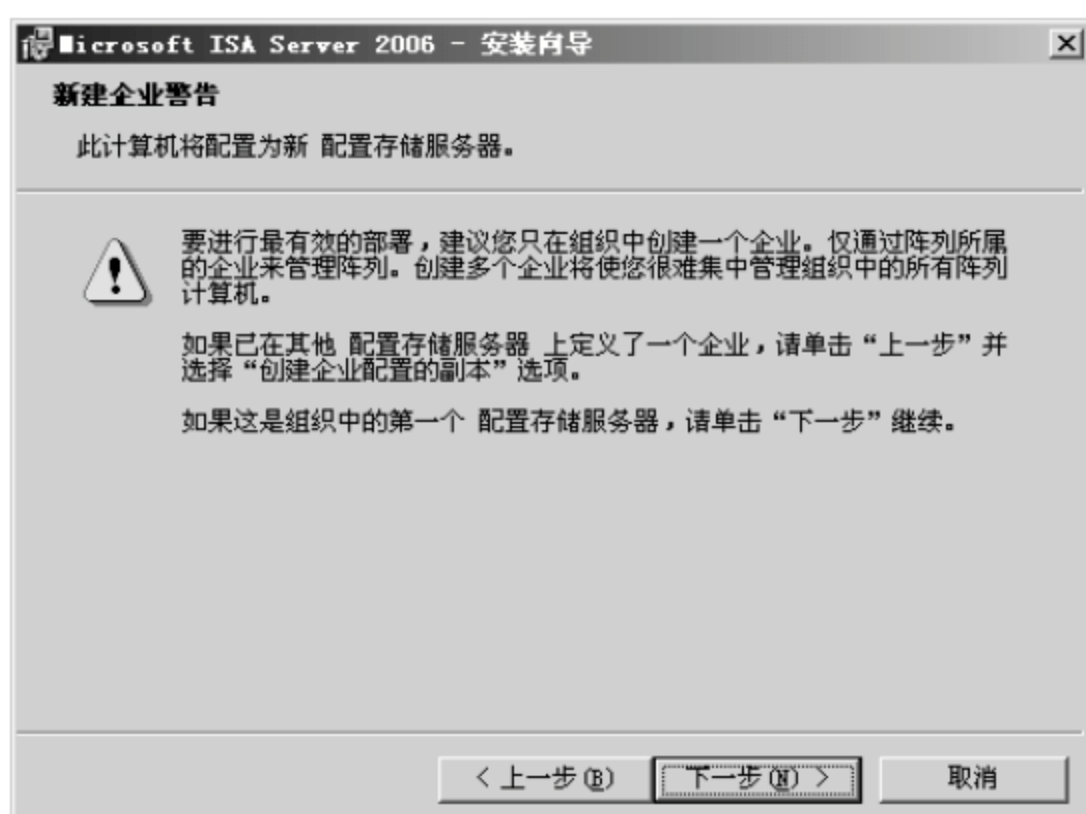 Microsoft ISA Server 2006 - 安装向导
新建企业警告
此计算机将配置为新 配置存储服务器。
要进行最有效的部署，建议您只在组织中创建一个企业。仅通过阵列所属
的企业来管理阵列。创建多个企业将使您很难集中管理组织中的所有阵列
计算机。
如果已在其他 配置存储服务器 上定义了一个企业，请单击“上一步”并
选择“创建企业配置的副本”选项。
如果这是组织中的第一个 配置存储服务器，请单击“下一步”继续。
< 上一步(B)
下一步(N) >
取消